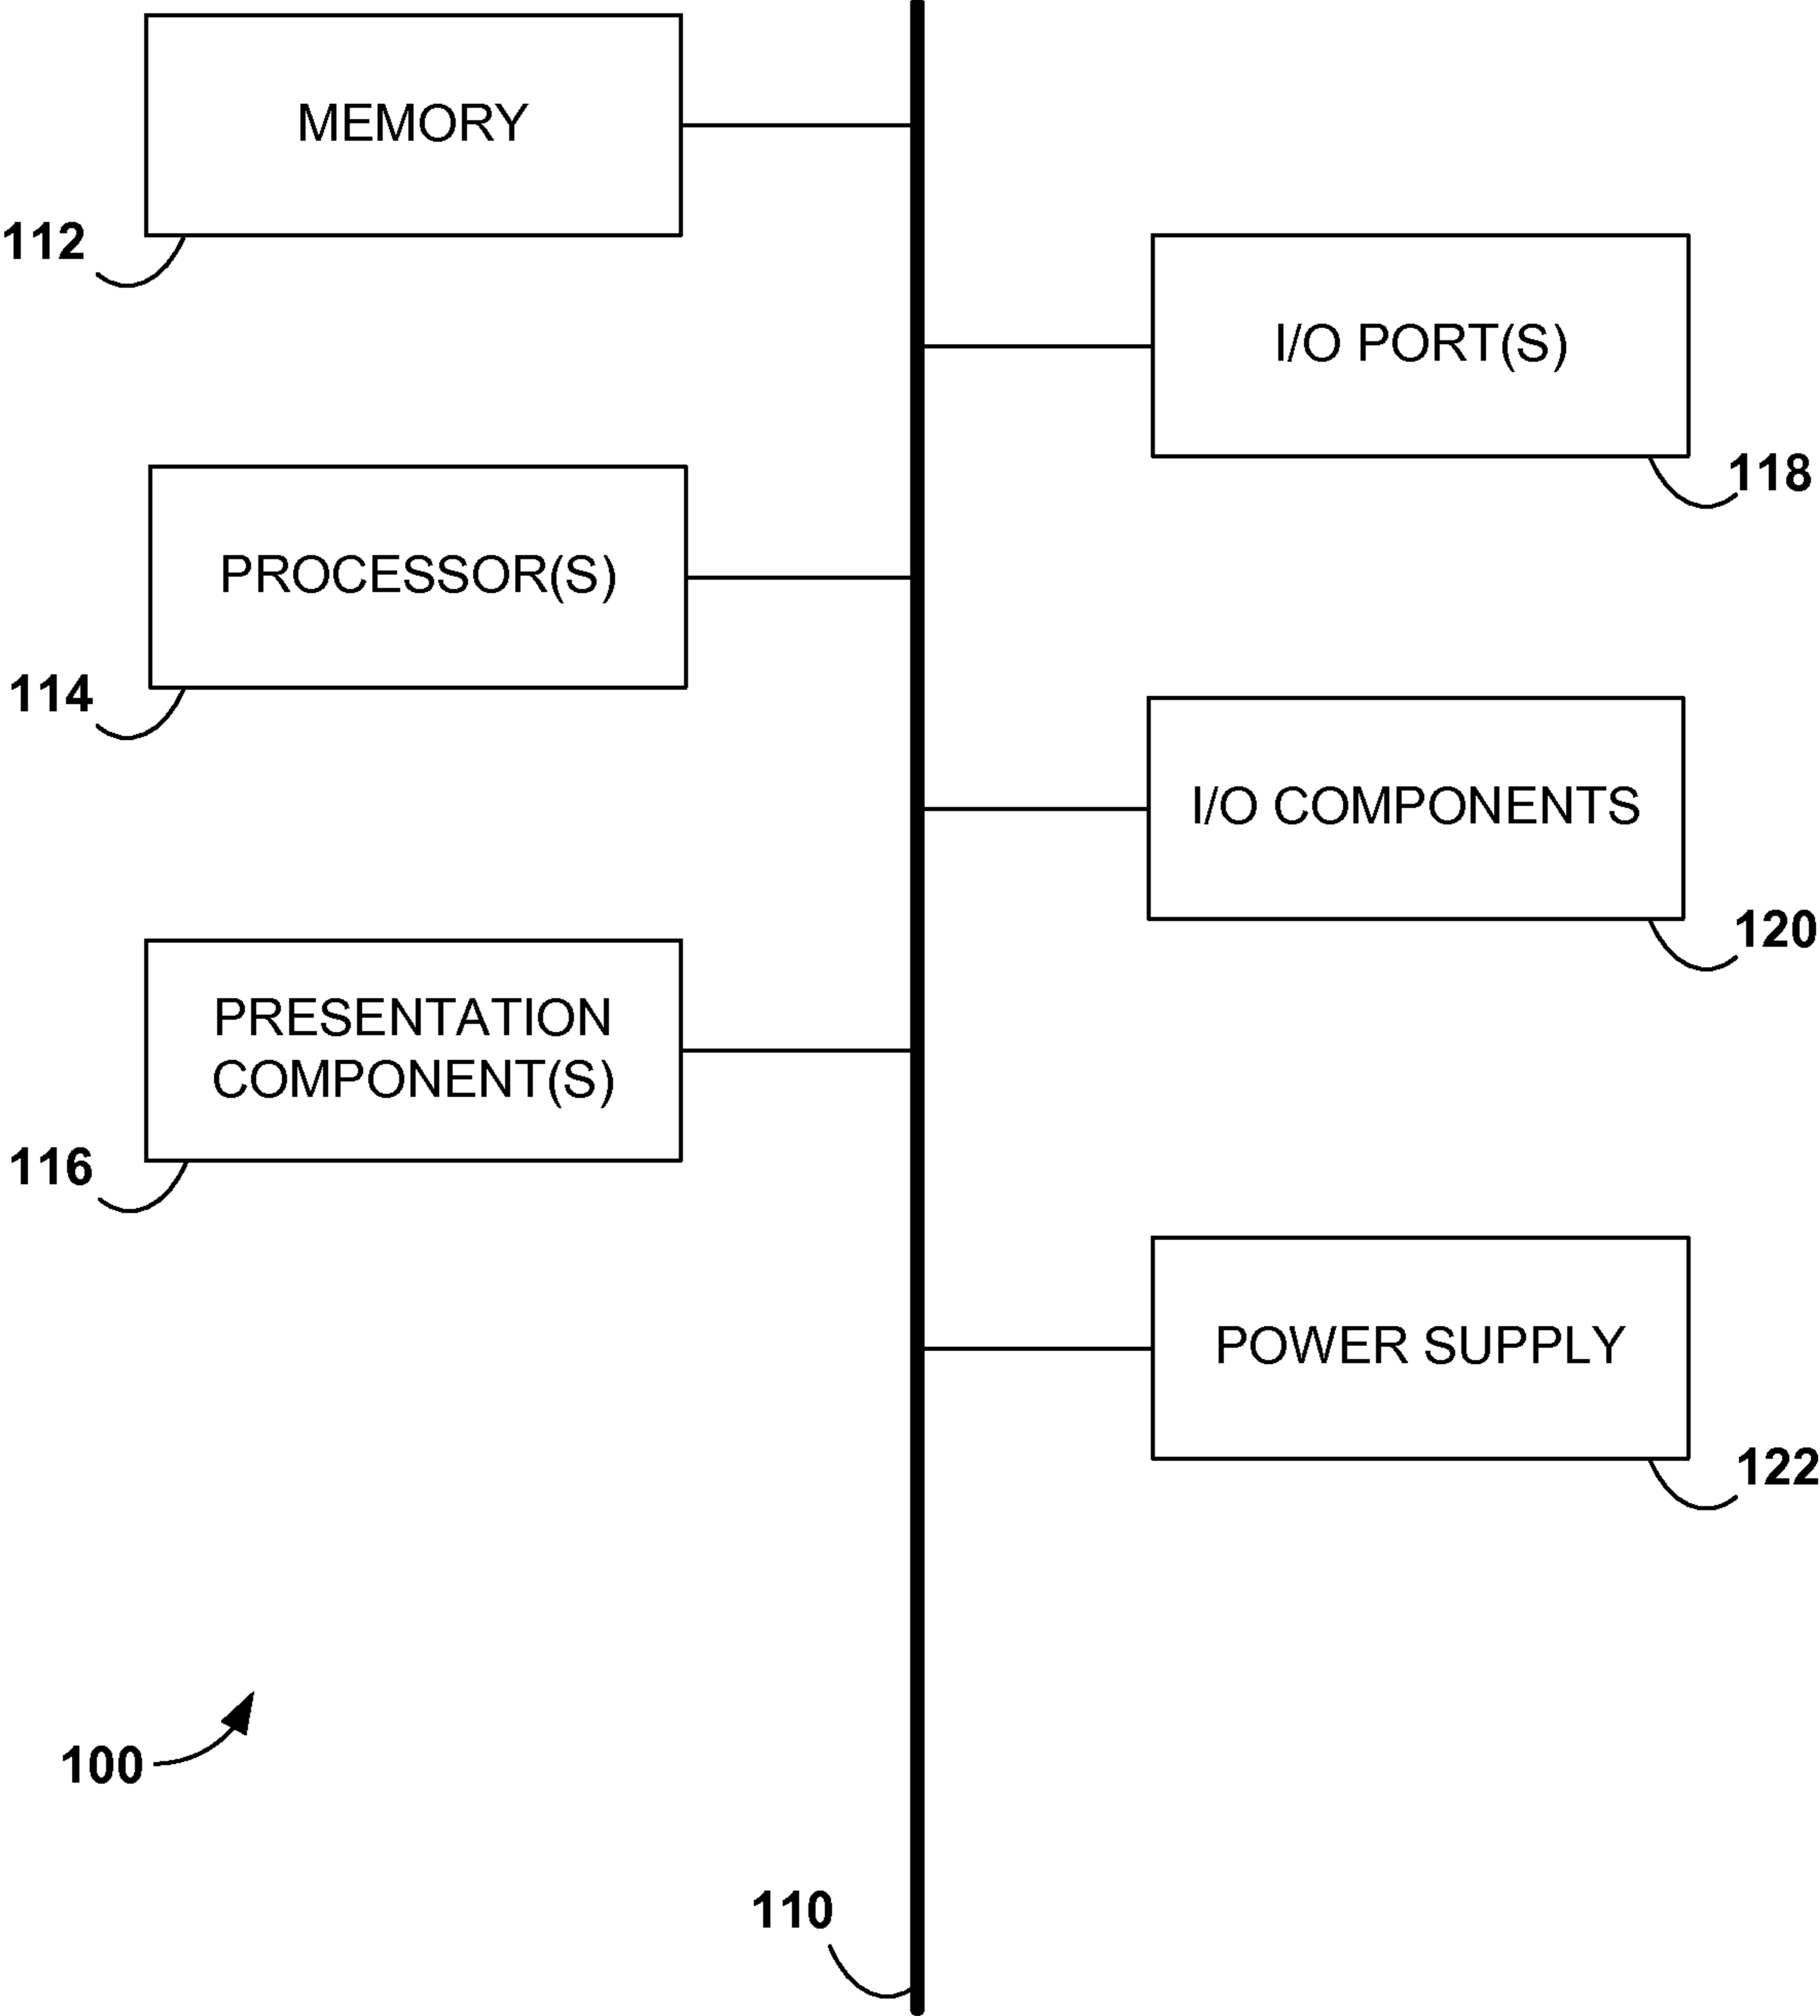 MEMORY
112
I/O PORT(S)
118
PROCESSOR(S)
114
I/O COMPONENTS
120
PRESENTATION
COMPONENT(S)
116
POWER SUPPLY
122
100
110